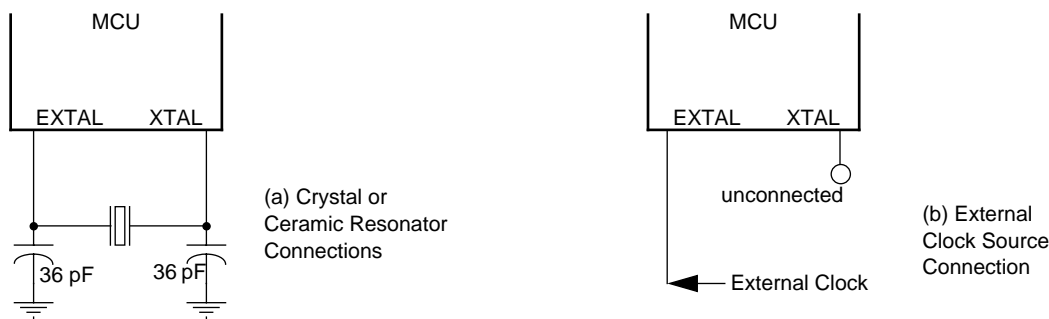 MCU
EXTAL XTAL
(a) Crystal or
Ceramic Resonator
Connections
36 pF
36 pF
MCU
EXTAL XTAL
unconnected
(b) External
Clock Source
Connection
External Clock